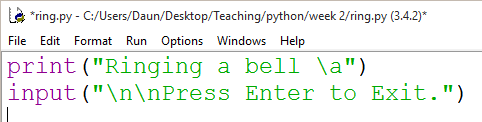 *ring.py - C:/Users/Daun/Desktop/Teaching/python/week 2/ring.py (3.4.2)*
File Edit Format Run Options Windows Help
print("Ringing a bell \a")
input("\n\nPress Enter to Exit.")